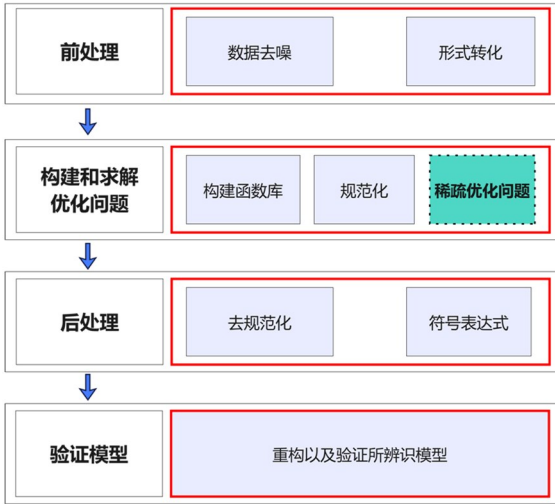 前处理
数据去噪
形式转化
构建和求解
优化问题
构建函数库
规范化
稀疏优化问题
后处理
去规范化
符号表达式
验证模型
重构以及验证所辨识模型